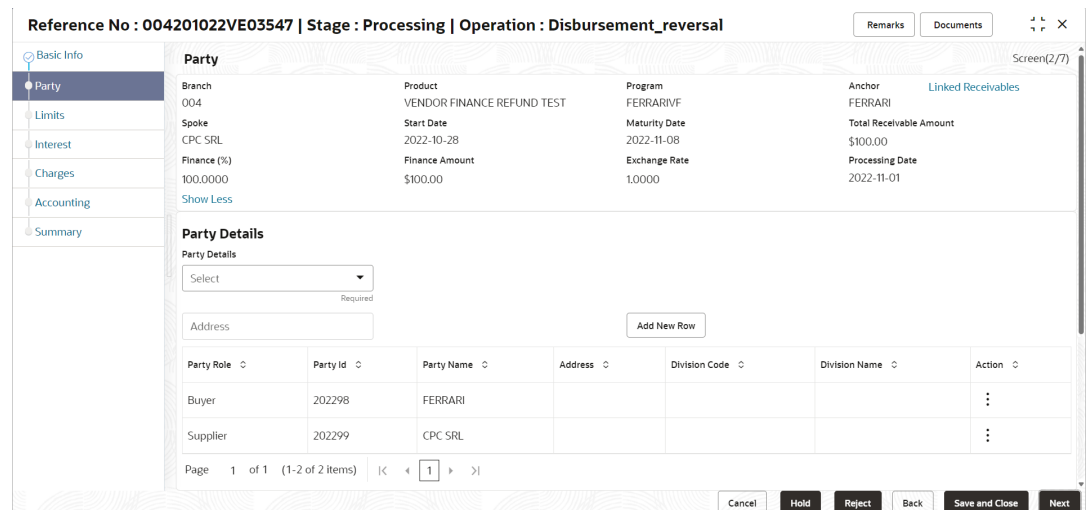 Reference No : 004201022VE03547 | Stage : Processing | Operation : Disbursement_reversal Remarks Documents
Basic Info
Party
Limits
Interest
Charges
Accounting
Summary
Party Screen(2/7)
Branch Product Program Anchor Linked Receivables
004 VENDOR FINANCE REFUND TEST FERRARIVF FERRARI
Spoke Start Date Maturity Date Total Receivable Amount
CPC SRL 2022-10-28 2022-11-08 $100.00
Finance (%) Finance Amount Exchange Rate Processing Date
100.0000 $100.00 1.0000 2022-11-01
Show Less
Party Details
Party Details
Select
Required
Address Add New Row
Party Role Party Id Party Name Address Division Code Division Name Action
Buyer 202298 FERRARI
Supplier 202299 CPC SRL
Page 1 of 1 (1-2 of 2 items) 1
Cancel Hold Reject Back Save and Close Next